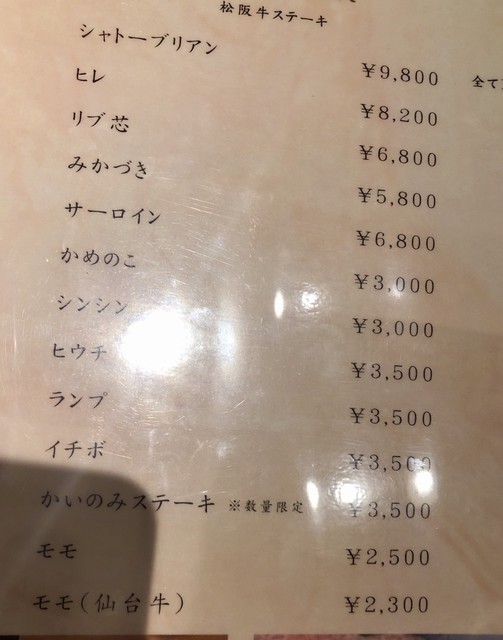 松阪牛ステーキ
シャトーブリアン ¥9,800
ヒレ ¥8,200
リブ芯 ¥6,800
みかづき ¥5,800
サーロイン ¥6,800
かめのこ ¥3,000
シンシン ¥3,000
ヒウチ ¥3,500
ランプ ¥3,500
イチボ ¥3,500
かいのみステーキ ※数量限定 ¥3,500
モモ ¥2,500
モモ(仙台牛) ¥2,300
全て